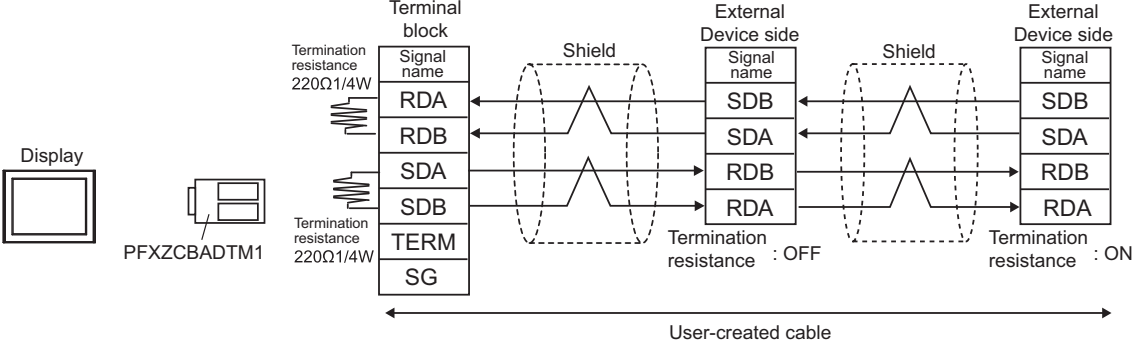 Terminal
block
External
Device side
External
Device side
Termination
resistance
220Ω1/4W
Signal
name
Shield
Signal
name
Shield
Signal
name
RDA
SDB
SDB
RDB
SDA
SDA
Display
SDA
RDB
RDB
SDB
RDA
RDA
PFXZCBADTM1
Termination
resistance
220Ω1/4W
TERM
SG
Termination
resistance : OFF
Termination
resistance : ON
User-created cable